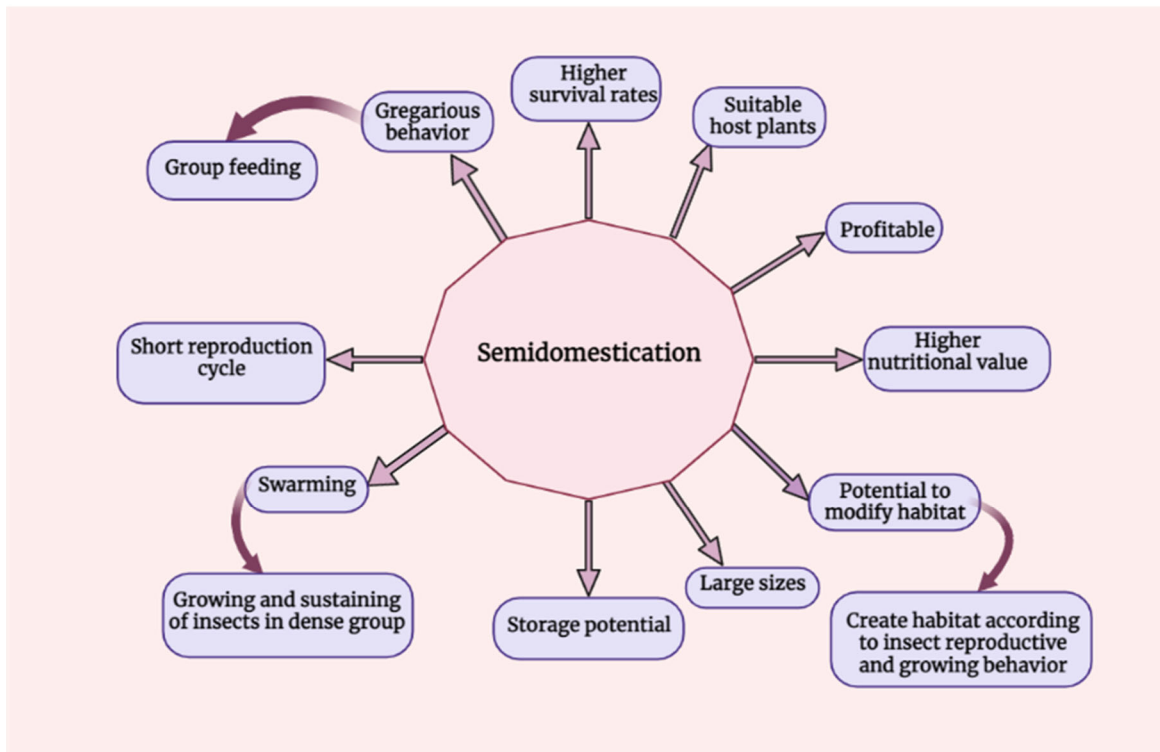 Higher
survival rates
Gregarious
behavior
Suitable
host plants
Group feeding
Profitable
Semidomestication
Short reproduction
cycle
Higher
nutritional value
Swarming
Potential to
modify habitat
Growing and sustaining
of insects in dense group
Storage potential
Large sizes
Create habitat according
to insect reproductive
and growing behavior